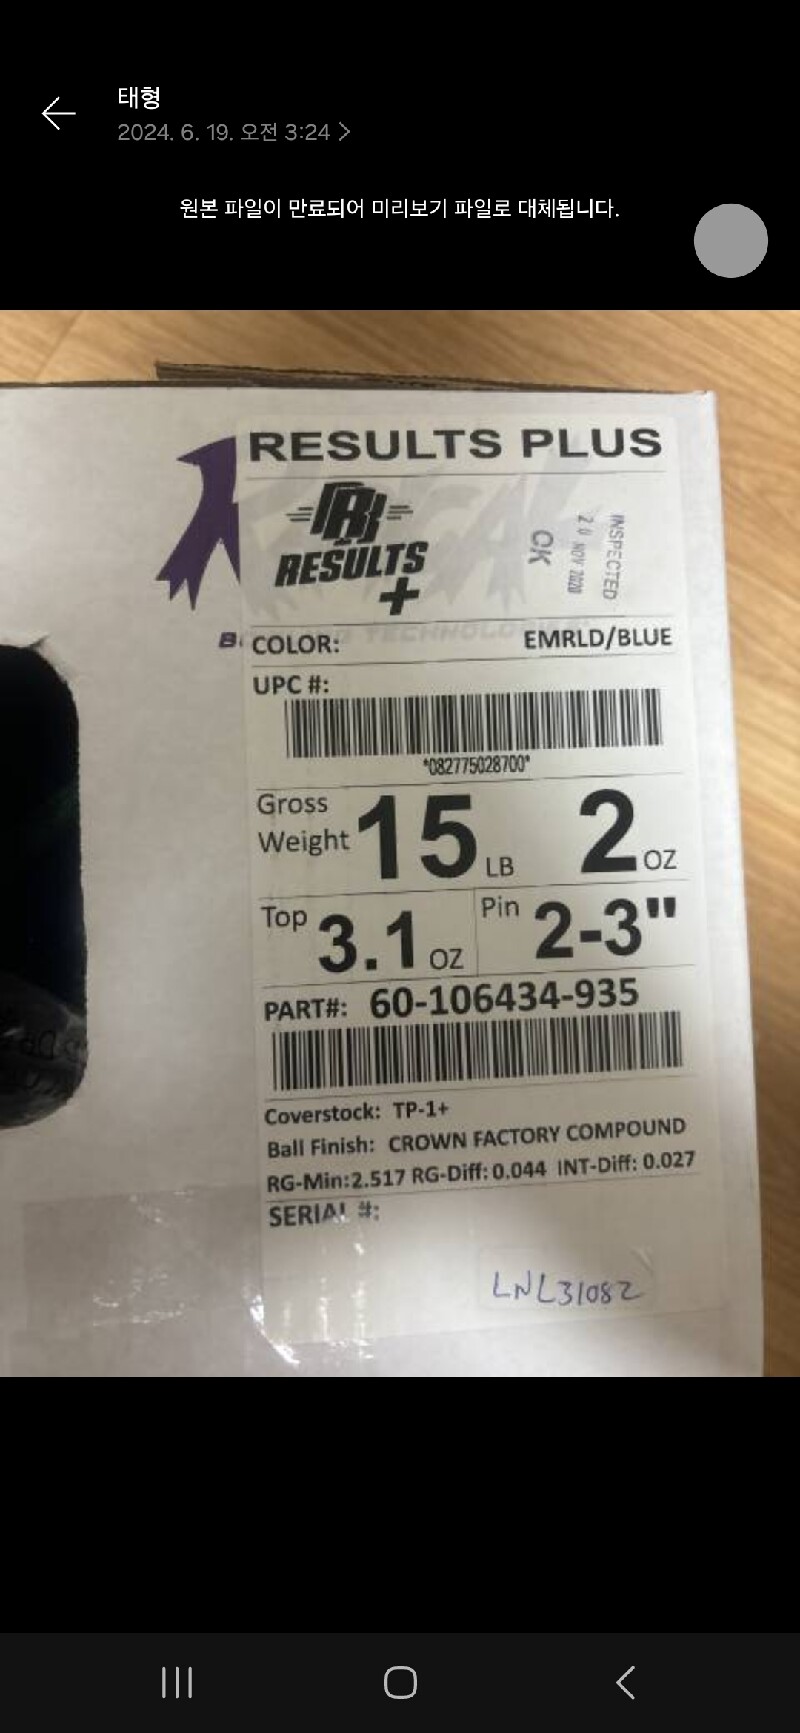 태형
2024. 6. 19. 오전 3:24
원본 파일이 만료되어 미리보기 파일로 대체됩니다.
RESULTS PLUS
RESULTS
+
OK
20 NOV 2020
INSPECTED
TECHNOLOGIES
COLOR: EMRLD/BLUE
UPC #:
*082775028700*
Gross Weight 15 LB 2 OZ
Top 3.1 OZ Pin 2-3"
PART#: 60-106434-935
Coverstock: TP-1+
Ball Finish: CROWN FACTORY COMPOUND
RG-Min:2.517 RG-Diff: 0.044 INT-Diff: 0.027
SERIAL #:
LNL31082